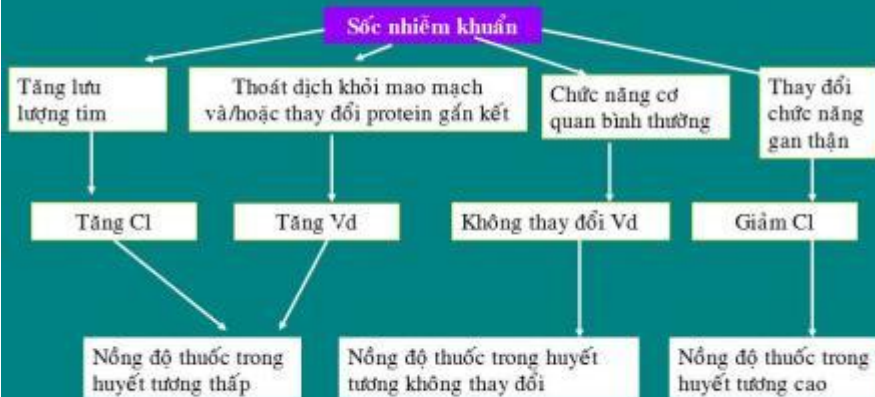 Sốc nhiễm khuẩn
Tăng lưu
lượng tim
Thoát dịch khỏi mao mạch
và/hoặc thay đổi protein gắn kết
Chức năng cơ
quan bình thường
Thay đổi
chức năng
gan thận
Tăng Cl
Tăng Vd
Không thay đổi Vd
Giảm Cl
Nồng độ thuốc trong
huyết tương thấp
Nồng độ thuốc trong huyết
tương không thay đổi
Nồng độ thuốc trong
huyết tương cao